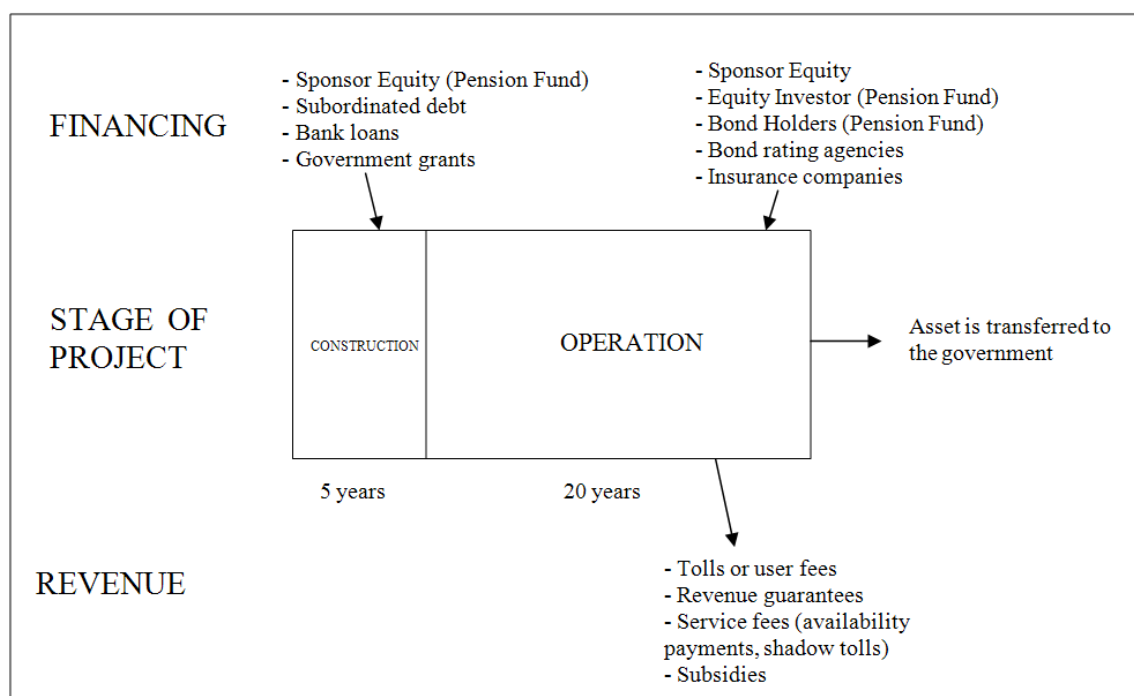 FINANCING
- Sponsor Equity (Pension Fund)
- Subordinated debt
- Bank loans
- Government grants
- Sponsor Equity
- Equity Investor (Pension Fund)
- Bond Holders (Pension Fund)
- Bond rating agencies
- Insurance companies
STAGE OF
PROJECT
CONSTRUCTION
OPERATION
Asset is transferred to
the government
5 years
20 years
REVENUE
- Tolls or user fees
- Revenue guarantees
- Service fees (availability
payments, shadow tolls)
- Subsidies